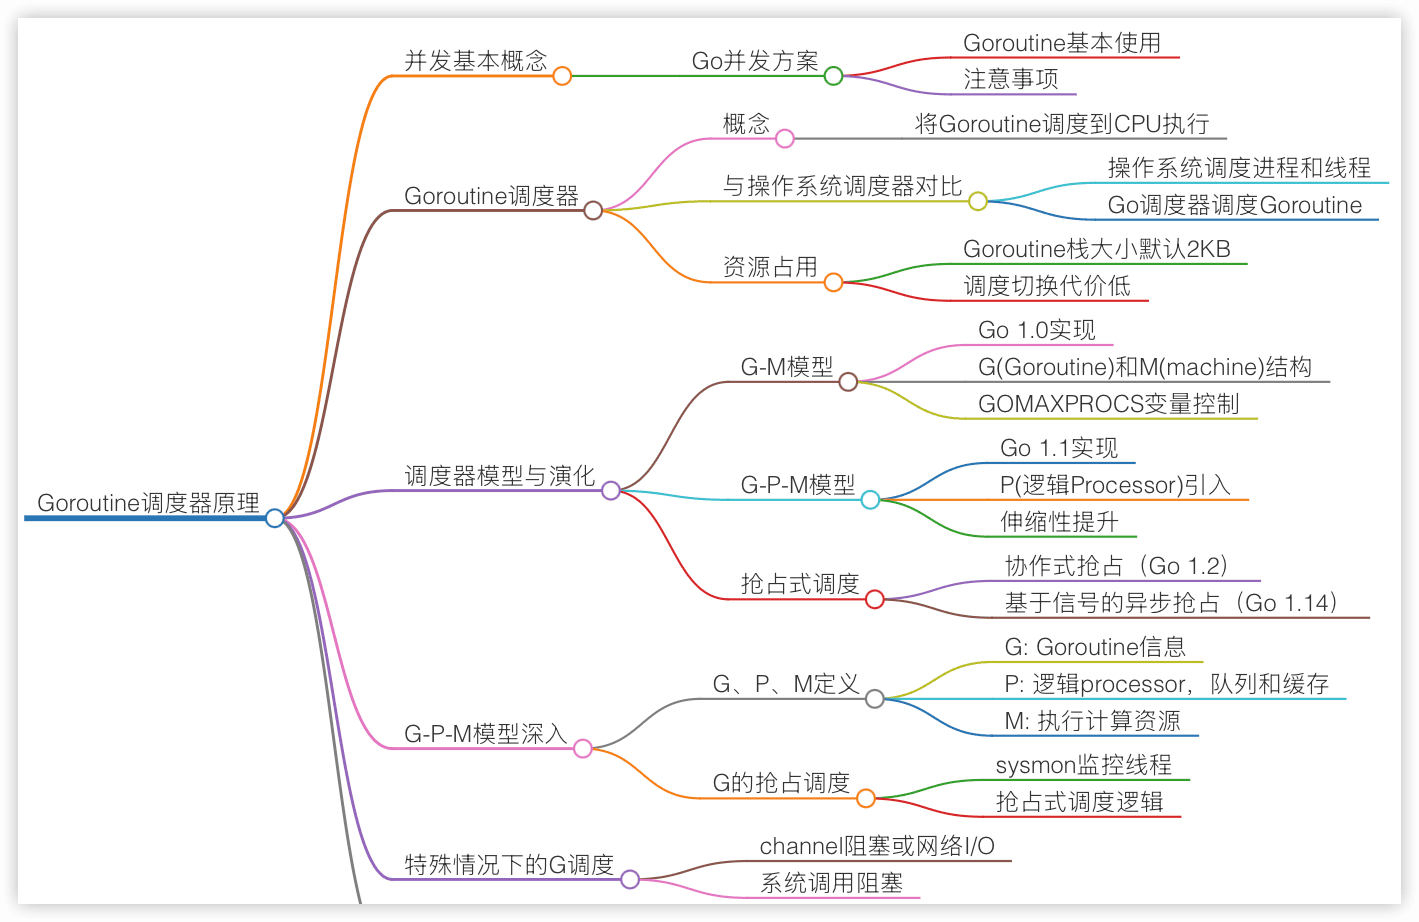 Goroutine调度器原理
并发基本概念
Go并发方案
Goroutine基本使用
注意事项
Goroutine调度器
概念
将Goroutine调度到CPU执行
与操作系统调度器对比
操作系统调度进程和线程
Go调度器调度Goroutine
资源占用
Goroutine栈大小默认2KB
调度切换代价低
调度器模型与演化
G-M模型
Go 1.0实现
G(Goroutine)和M(machine)结构
GOMAXPROCS变量控制
G-P-M模型
Go 1.1实现
P(逻辑Processor)引入
伸缩性提升
抢占式调度
协作式抢占（Go 1.2）
基于信号的异步抢占（Go 1.14）
G-P-M模型深入
G、P、M定义
G: Goroutine信息
P: 逻辑processor，队列和缓存
M: 执行计算资源
G的抢占调度
sysmon监控线程
抢占式调度逻辑
特殊情况下的G调度
channel阻塞或网络I/O
系统调用阻塞